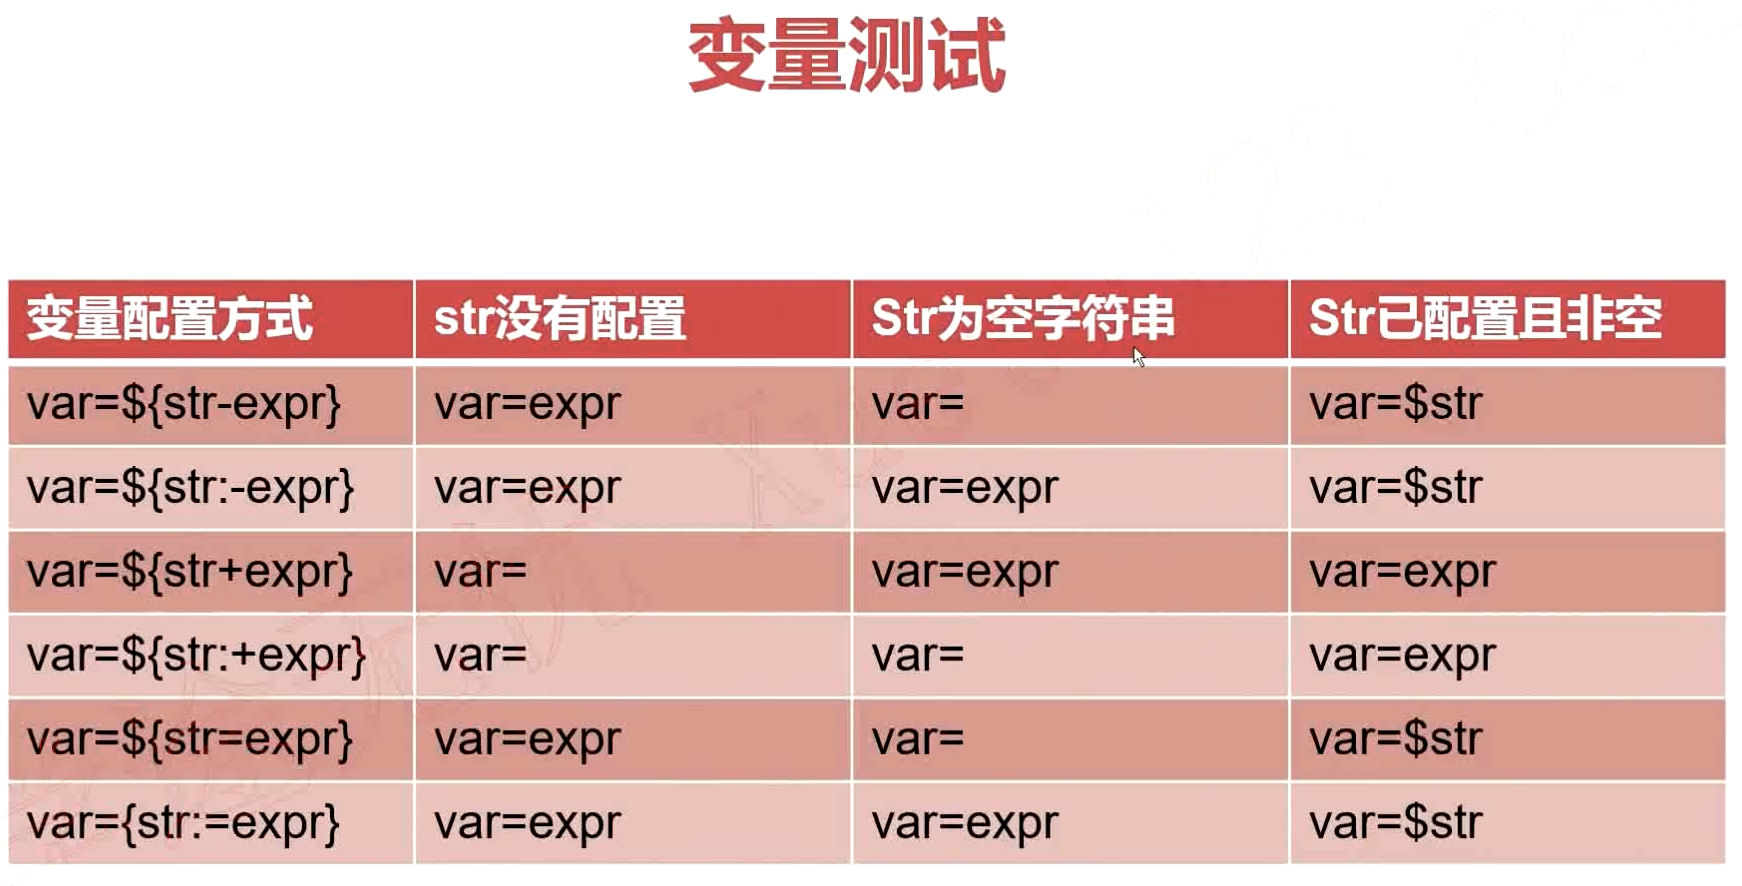 变量测试
变量配置方式 str没有配置 Str为空字符串 Str已配置且非空
var=${str-expr} var=expr var= var=$str
var=${str:-expr} var=expr var=expr var=$str
var=${str+expr} var= var=expr var=expr
var=${str:+expr} var= var= var=expr
var=${str=expr} var=expr var= var=$str
var={str:=expr} var=expr var=expr var=$str